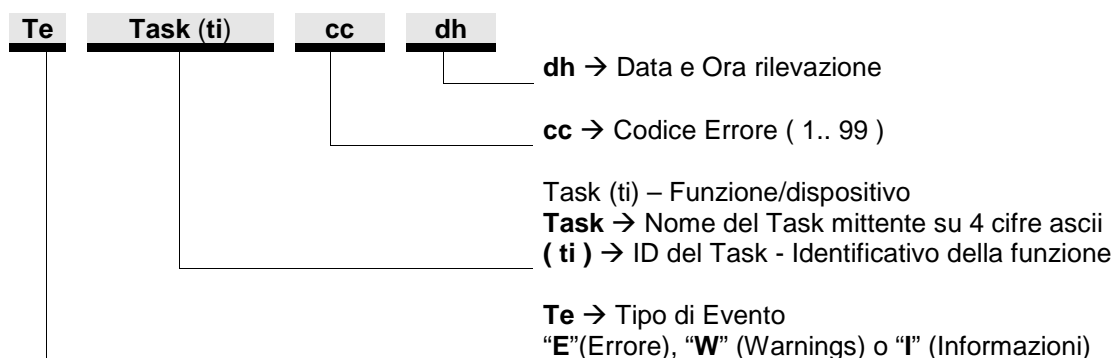 Te Task (ti) cc dh
dh → Data e Ora rilevazione
cc → Codice Errore ( 1.. 99 )
Task (ti) – Funzione/dispositivo
Task → Nome del Task mittente su 4 cifre ascii
( ti ) → ID del Task - Identificativo della funzione
Te → Tipo di Evento
“E”(Errore), “W” (Warnings) o “I” (Informazioni)